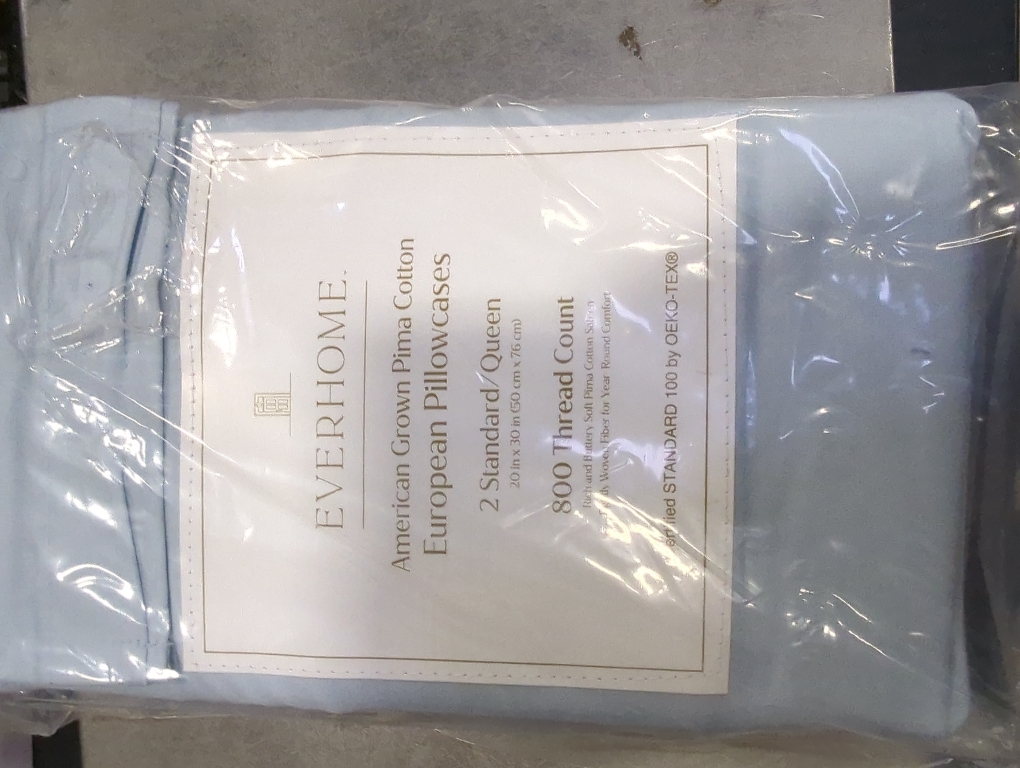 EVERHOME.
American Grown Pima Cotton
European Pillowcases
2 Standard/Queen
20 in x 30 in (50 cm x 76 cm)
800 Thread Count
Rich and Buttery Soft Pima Cotton
Woven Fiber for Year Round Comfort
STANDARD 100 by OEKO-TEX®